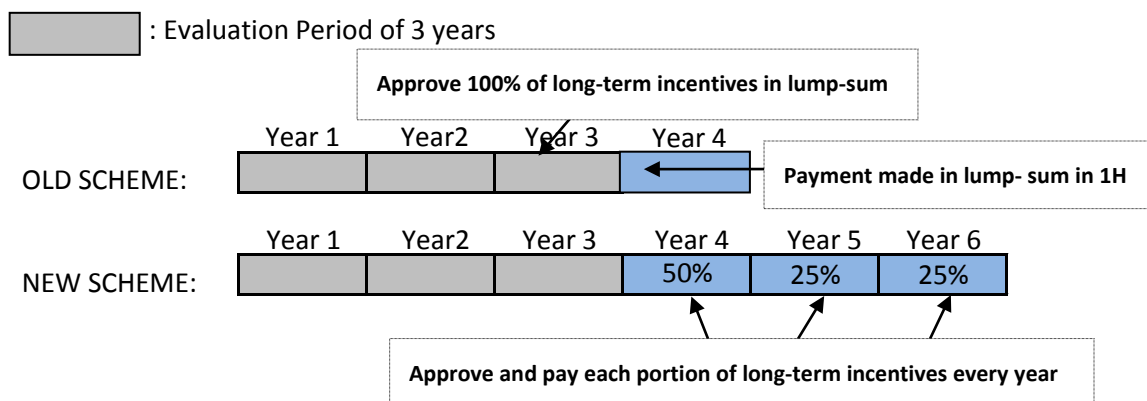 : Evaluation Period of 3 years
Approve 100% of long-term incentives in lump-sum
Year 1 Year2 Year 3 Year 4
OLD SCHEME:
Payment made in lump- sum in 1H
Year 1 Year2 Year 3 Year 4 Year 5 Year 6
NEW SCHEME:
50% 25% 25%
Approve and pay each portion of long-term incentives every year